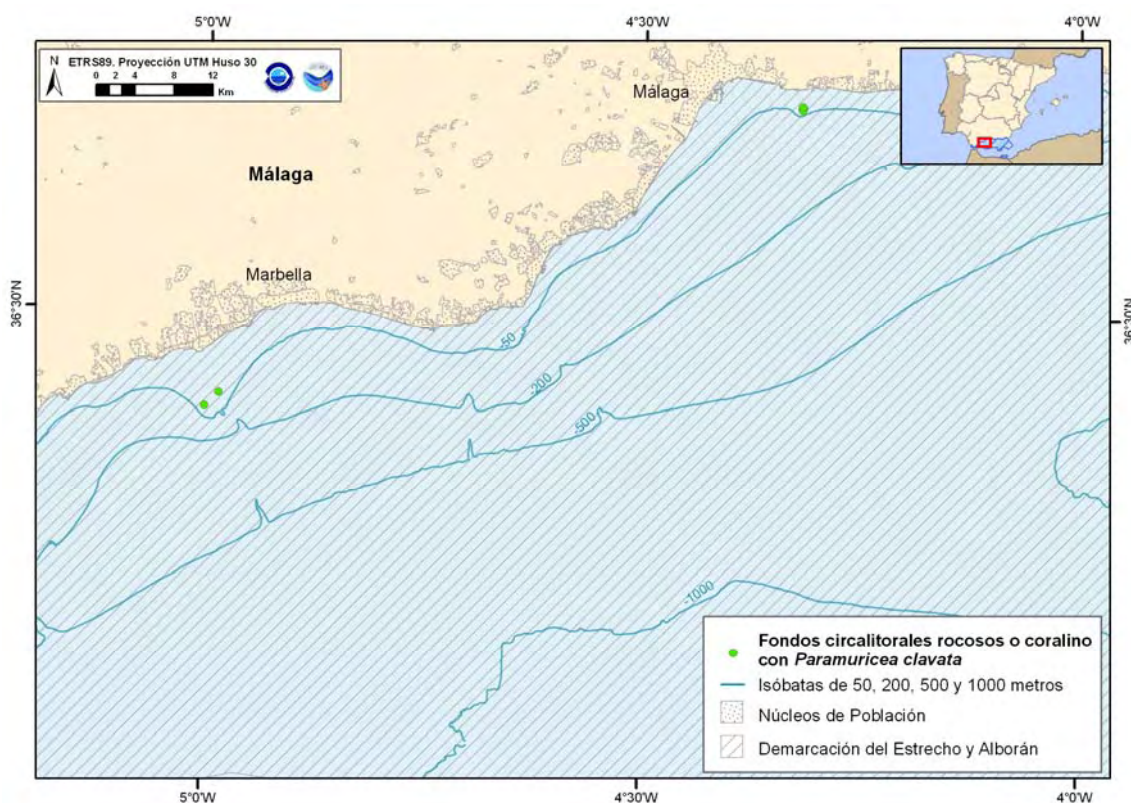 5°0'W
4°30'W
4°0'W
N
ETRS89. Proyección UTM Huso 30
0 2 4 8 12
Km
Málaga
Málaga
Marbella
36°30'N
36°30'N
-50
-200
-500
-1000
Fondos circalitorales rocosos o coralino
con Paramuricea clavata
Isóbatas de 50, 200, 500 y 1000 metros
Núcleos de Población
Demarcación del Estrecho y Alborán
5°0'W
4°30'W
4°0'W